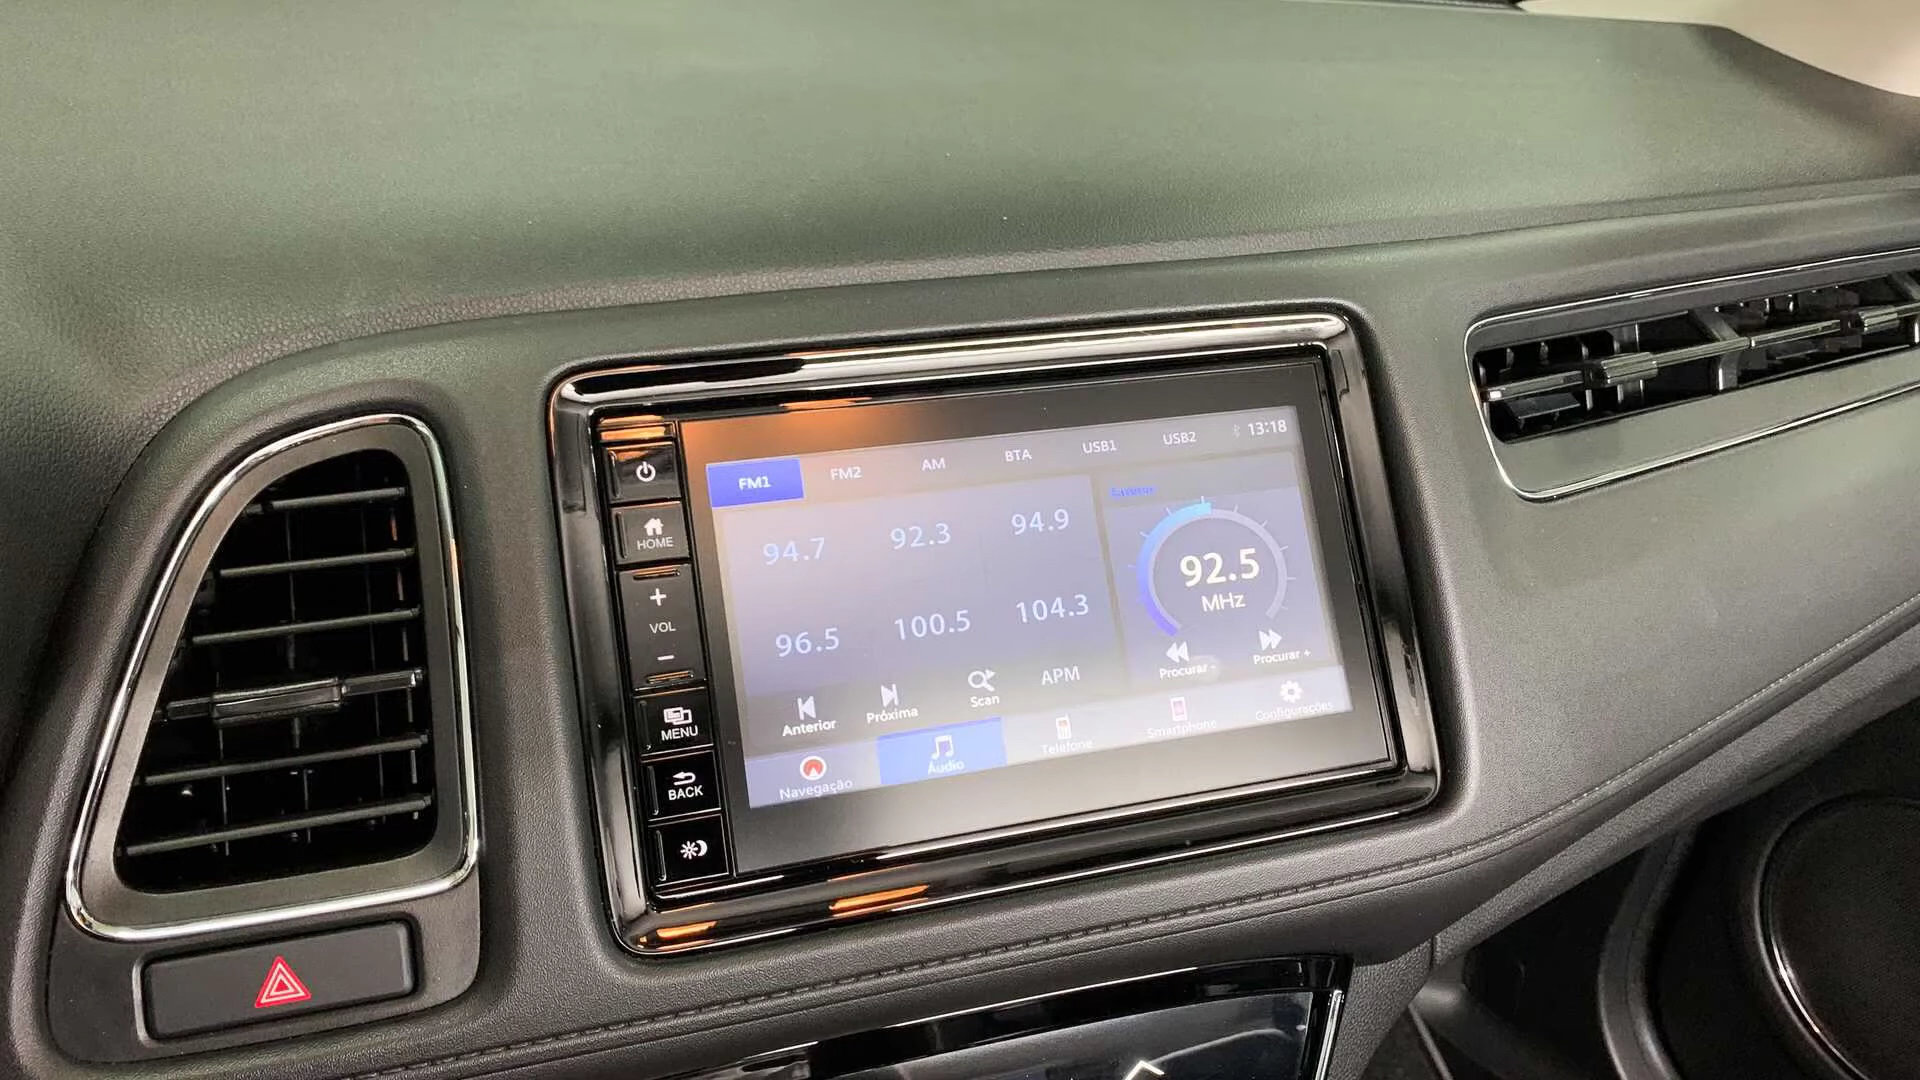 FM1 FM2 AM BTA USB1 USB2 13:18
94.7 92.3 94.9
96.5 100.5 104.3
92.5
MHz
Procurar - Procurar +
Anterior Próxima Scan APM
Navegação Áudio Telefone Smartphone Configurações
HOME
+
VOL
−
MENU
BACK